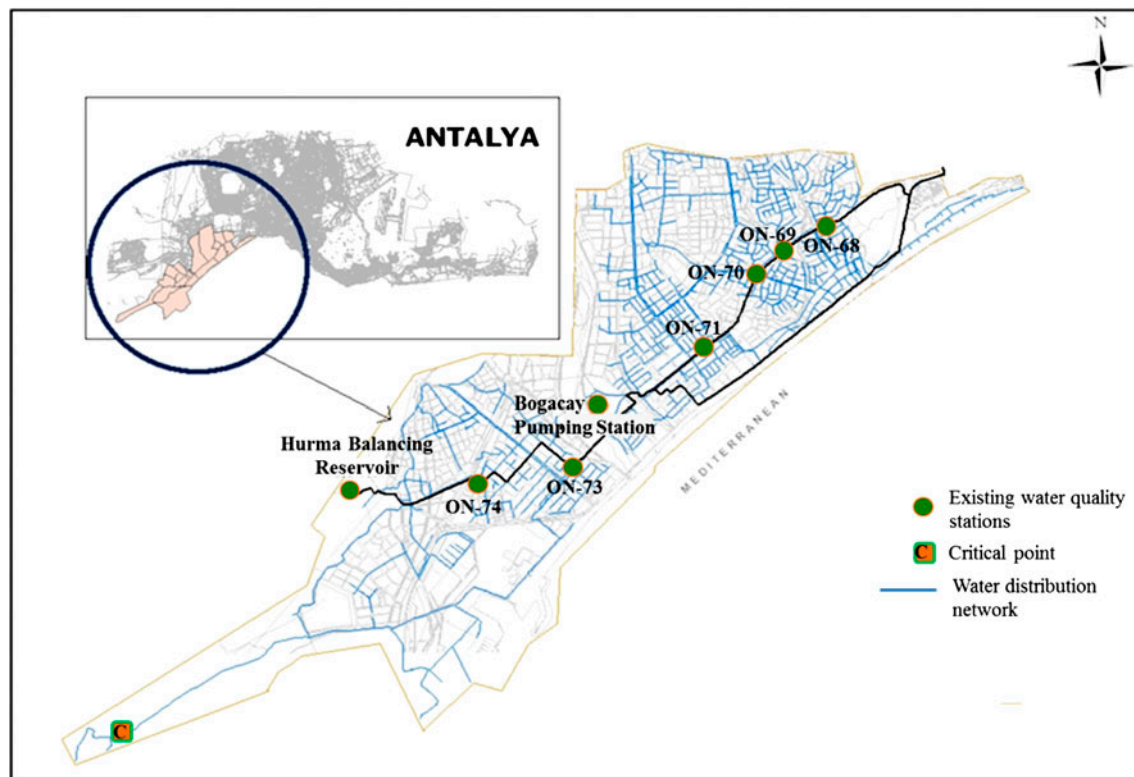 N
ANTALYA
ON-69
ON-68
ON-70
ON-71
Bogacay
Pumping Station
Hurma Balancing
Reservoir
ON-73
ON-74
MEDITERRANEAN
Existing water quality
stations
C
Critical point
Water distribution
network
C